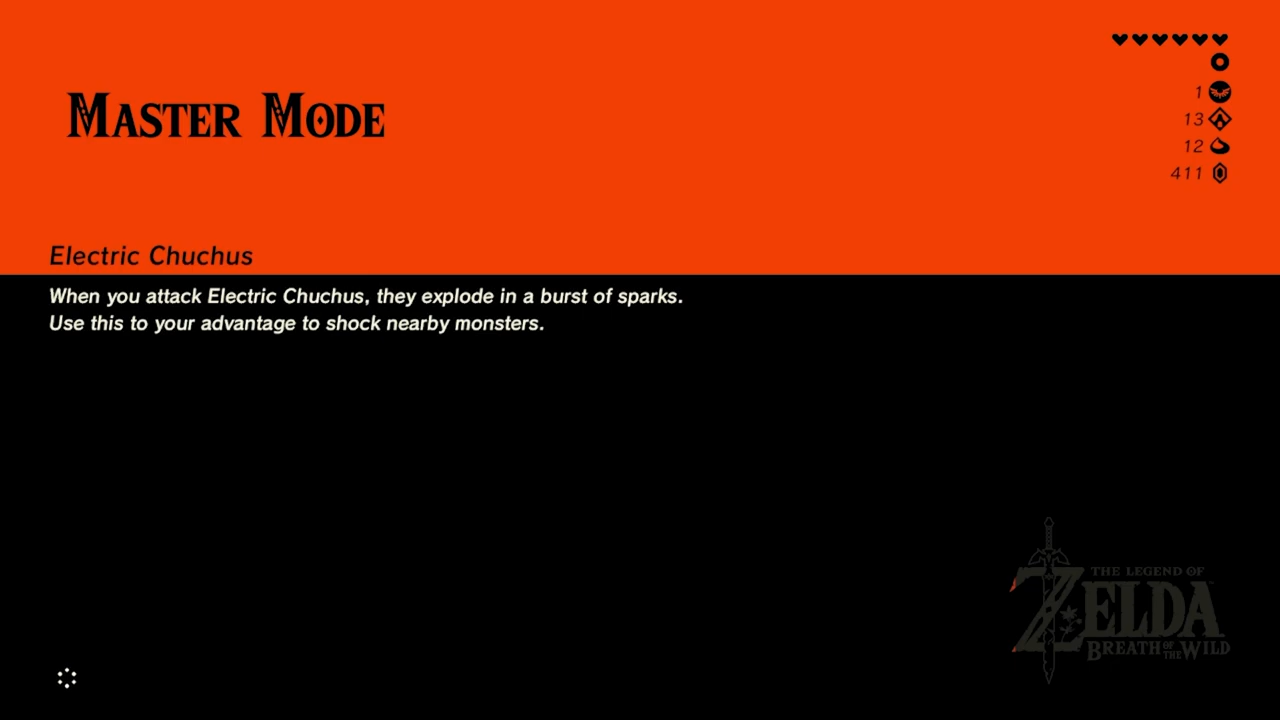 MASTER MODE
1
13
12
411
Electric Chuchus
When you attack Electric Chuchus, they explode in a burst of sparks.
Use this to your advantage to shock nearby monsters.
THE LEGEND OF
ZELDA
BREATH OF THE WILD